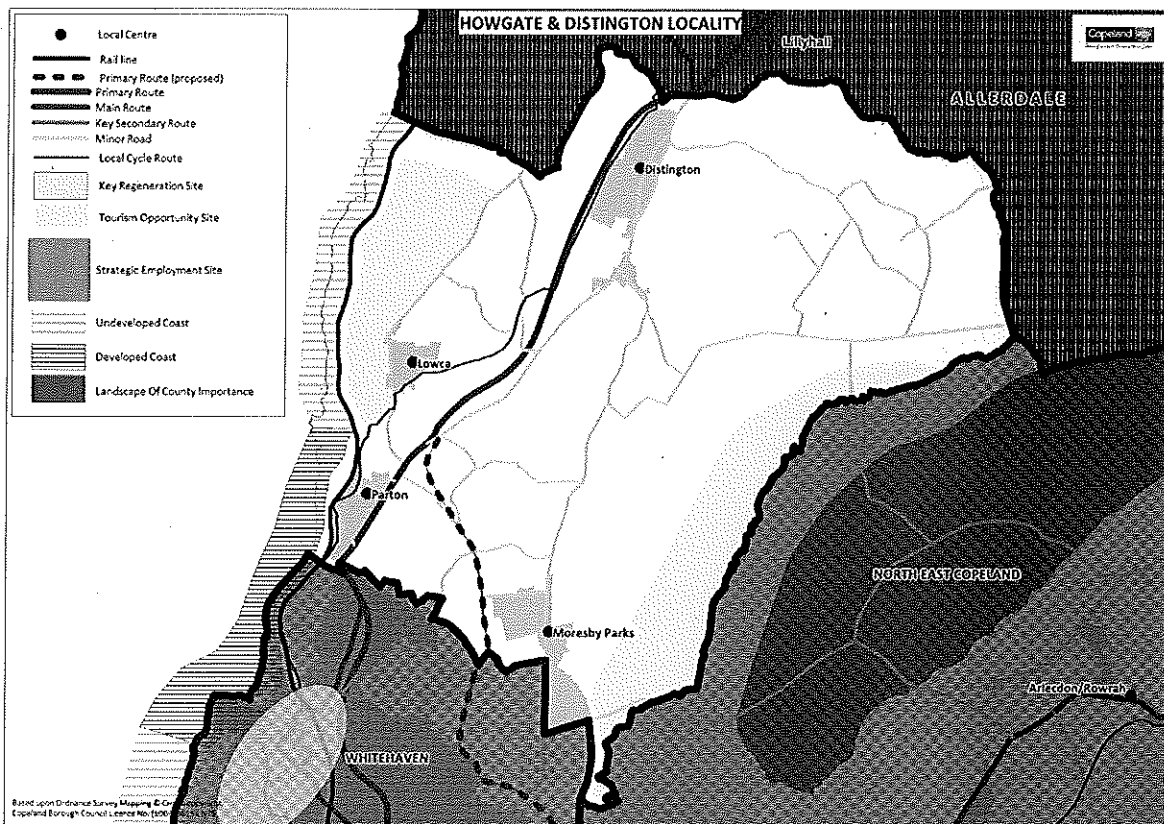 HOWGATE & DISTINGTON LOCALITY
Local Centre
Rail line
Primary Route (proposed)
Primary Route
Main Route
Key Secondary Route
Minor Road
Local Cycle Route
Key Regeneration Site
Tourism Opportunity Site
Strategic Employment Site
Undeveloped Coast
Developed Coast
Landscape Of County Importance
Copeland
Lillyhall
ALLERDALE
Distington
Lowca
Parton
Moresby Parks
NORTH EAST COPELAND
Arlecdon/Rowrah
WHITEHAVEN
Based upon Ordnance Survey Mapping ©
Copeland Borough Council Licence No.